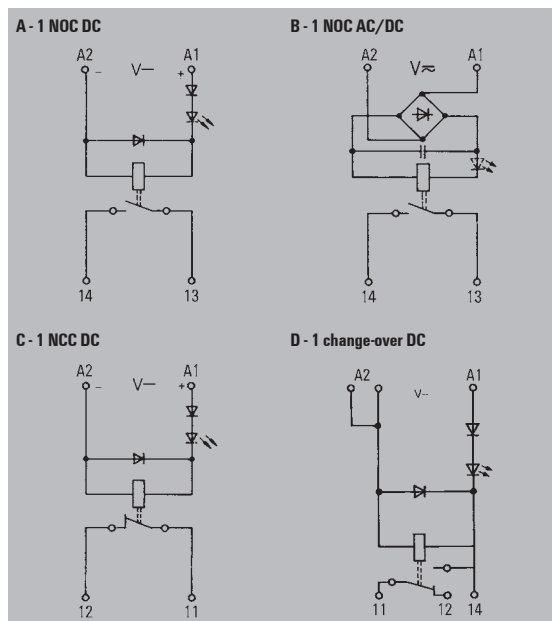 A - 1 NOC DC
A2 - V- + A1
14 13
B - 1 NOC AC/DC
A2 V≂ A1
14 13
C - 1 NCC DC
A2 - V- + A1
12 11
D - 1 change-over DC
A2 V- A1
11 12 14